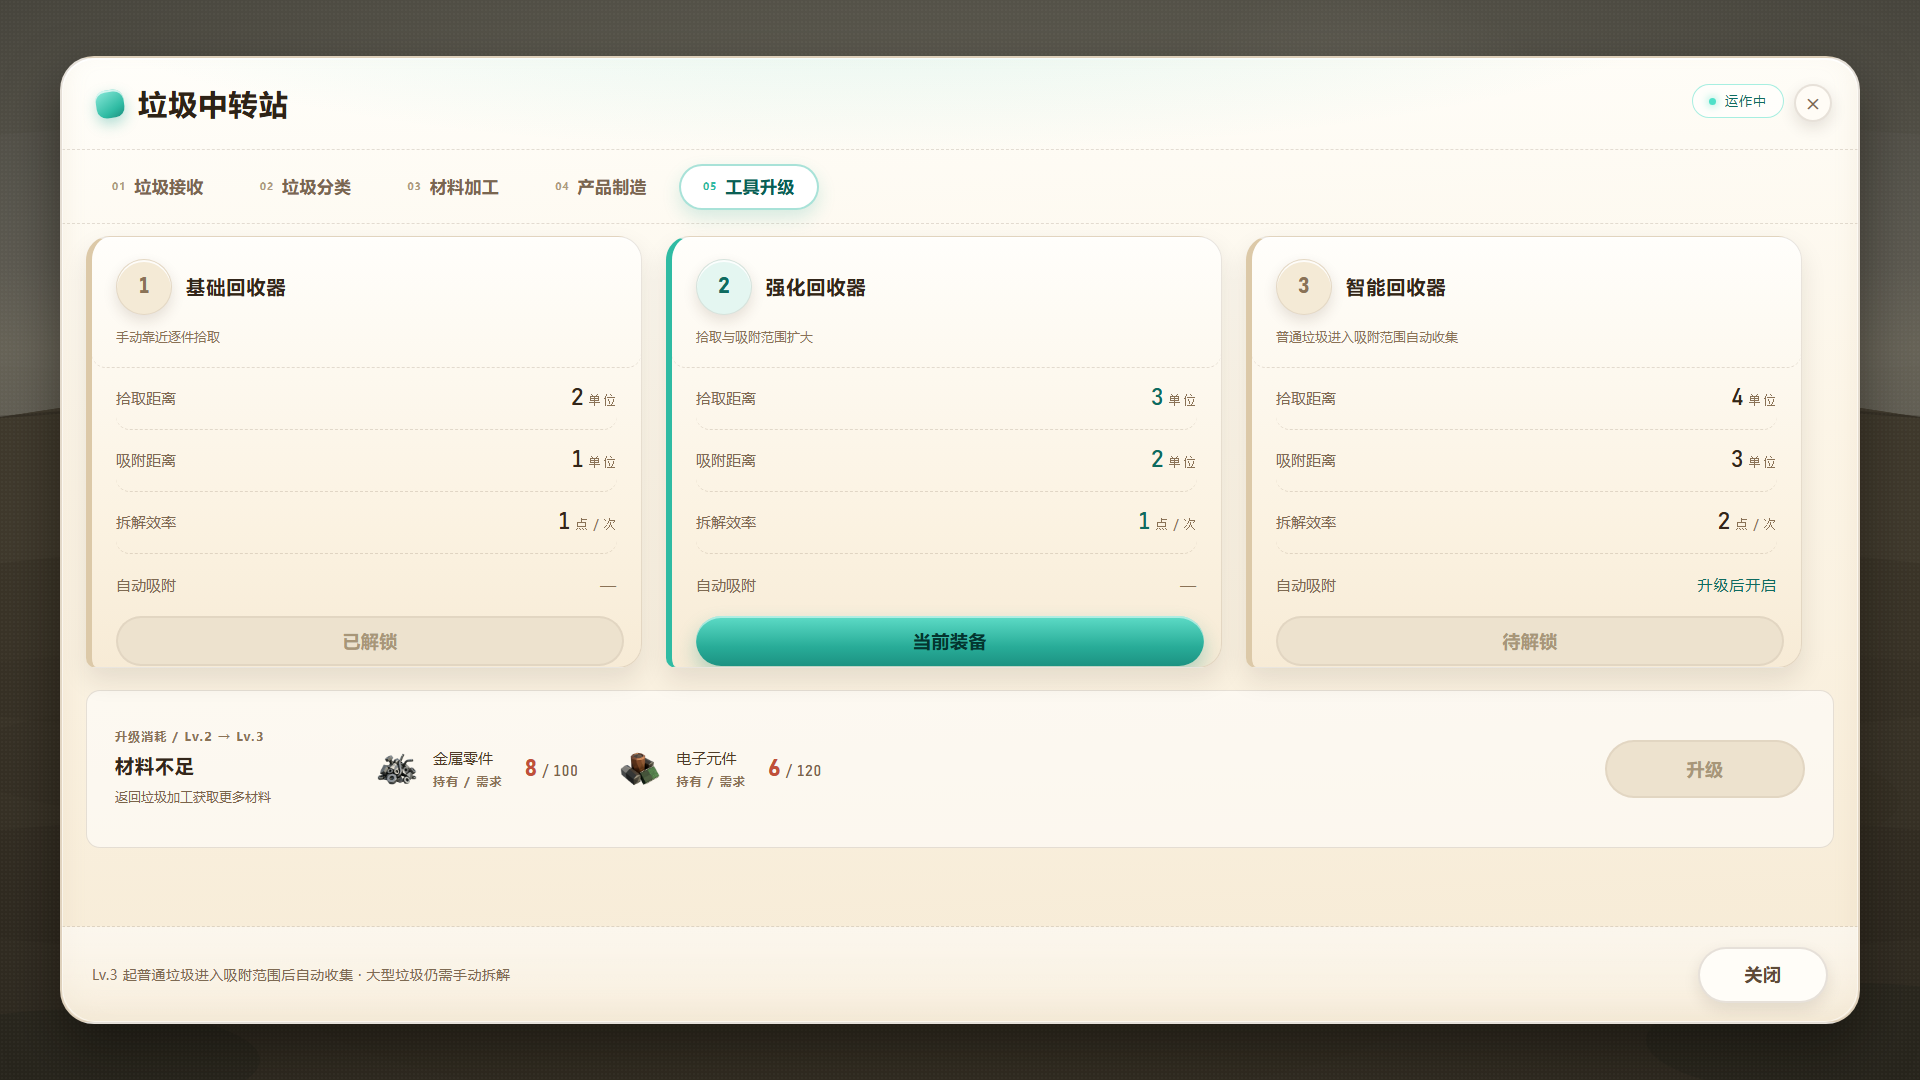 垃圾中转站
运作中
01 垃圾接收
02 垃圾分类
03 材料加工
04 产品制造
05 工具升级
1 基础回收器
手动靠近逐件拾取
拾取距离 2 单位
吸附距离 1 单位
拆解效率 1 点 / 次
自动吸附 —
已解锁
2 强化回收器
拾取与吸附范围扩大
拾取距离 3 单位
吸附距离 2 单位
拆解效率 1 点 / 次
自动吸附 —
当前装备
3 智能回收器
普通垃圾进入吸附范围自动收集
拾取距离 4 单位
吸附距离 3 单位
拆解效率 2 点 / 次
自动吸附 升级后开启
待解锁
升级消耗 / Lv.2 → Lv.3
材料不足
返回垃圾加工获取更多材料
金属零件
持有 / 需求
8 / 100
电子元件
持有 / 需求
6 / 120
升级
Lv.3 起普通垃圾进入吸附范围后自动收集 · 大型垃圾仍需手动拆解
关闭